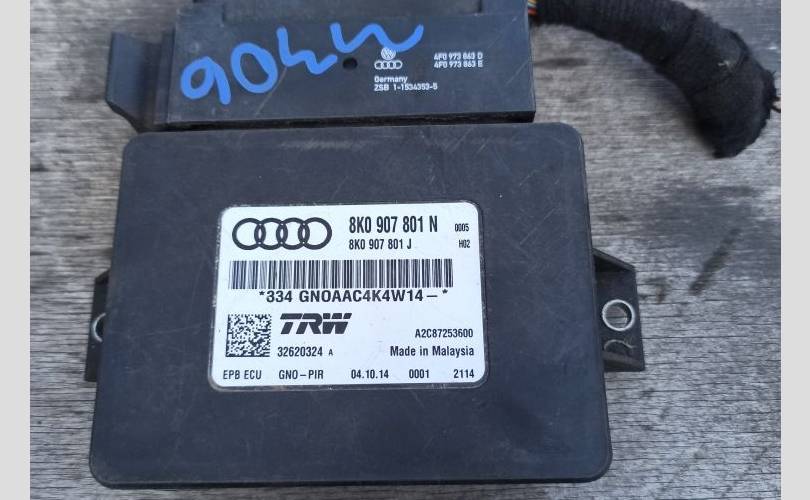 904M
4F0 973 863 D
4F0 973 863 E
Germany
ZSB 1-1534353-5
8K0 907 801 N 0005
8K0 907 801 J H02
*334 GNOAAC4K4W14-*
TRW A2C87253600
32620324 A Made in Malaysia
EPB ECU GNO-PIR 04.10.14 0001 2114